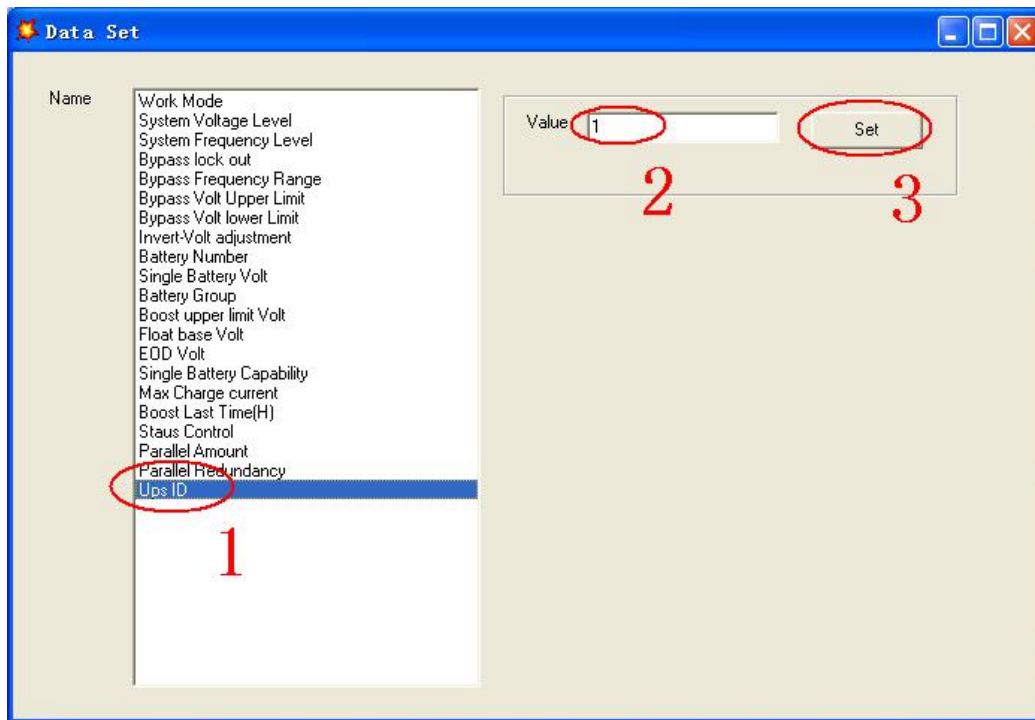 Data Set
Name
Work Mode
System Voltage Level
System Frequency Level
Bypass lock out
Bypass Frequency Range
Bypass Volt Upper Limit
Bypass Volt lower Limit
Invert-Volt adjustment
Battery Number
Single Battery Volt
Battery Group
Boost upper limit Volt
Float base Volt
EOD Volt
Single Battery Capability
Max Charge current
Boost Last Time(H)
Staus Control
Parallel Amount
Parallel Redundancy
Ups ID
1
Value
1
2
Set
3